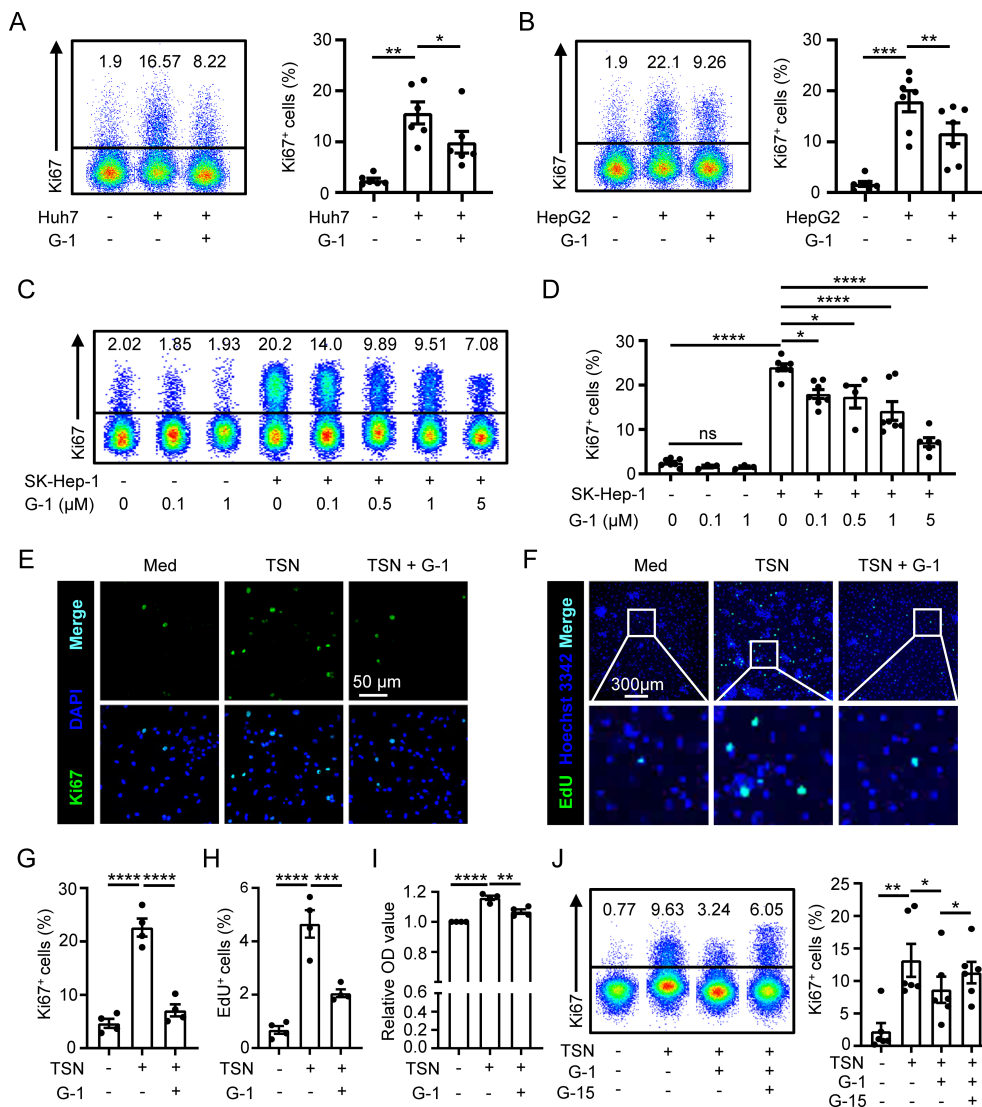 A
1.9 16.57 8.22
Ki67
Huh7 - + +
G-1 - - +
** *
Ki67+ cells (%)
30
20
10
0
Huh7 - + +
G-1 - - +
B
1.9 22.1 9.26
Ki67
HepG2 - + +
G-1 - - +
*** **
Ki67+ cells (%)
30
20
10
0
HepG2 - + +
G-1 - - +
C
2.02 1.85 1.93 20.2 14.0 9.89 9.51 7.08
Ki67
SK-Hep-1 - - - + + + + +
G-1 (μM) 0 0.1 1 0 0.1 0.5 1 5
D
****
****
*
**** *
ns
Ki67+ cells (%)
30
20
10
0
SK-Hep-1 - - - + + + + +
G-1 (μM) 0 0.1 1 0 0.1 0.5 1 5
E
Med TSN TSN + G-1
Ki67 DAPI Merge
50 μm
F
Med TSN TSN + G-1
EdU Hoechst 3342 Merge
300μm
G
**** ****
Ki67+ cells (%)
30
20
10
0
TSN - + +
G-1 - - +
H
**** ***
EdU+ cells (%)
6
4
2
0
TSN - + +
G-1 - - +
I
**** **
Relative OD value
1.2
1.0
0.8
0.6
0.6
0.4
0.2
0.0
TSN - + +
G-1 - - +
J
0.77 9.63 3.24 6.05
Ki67
TSN - + + +
G-1 - - + +
G-15 - - - +
** * *
Ki67+ cells (%)
25
20
15
10
5
0
TSN - + + +
G-1 - - + +
G-15 - - - +